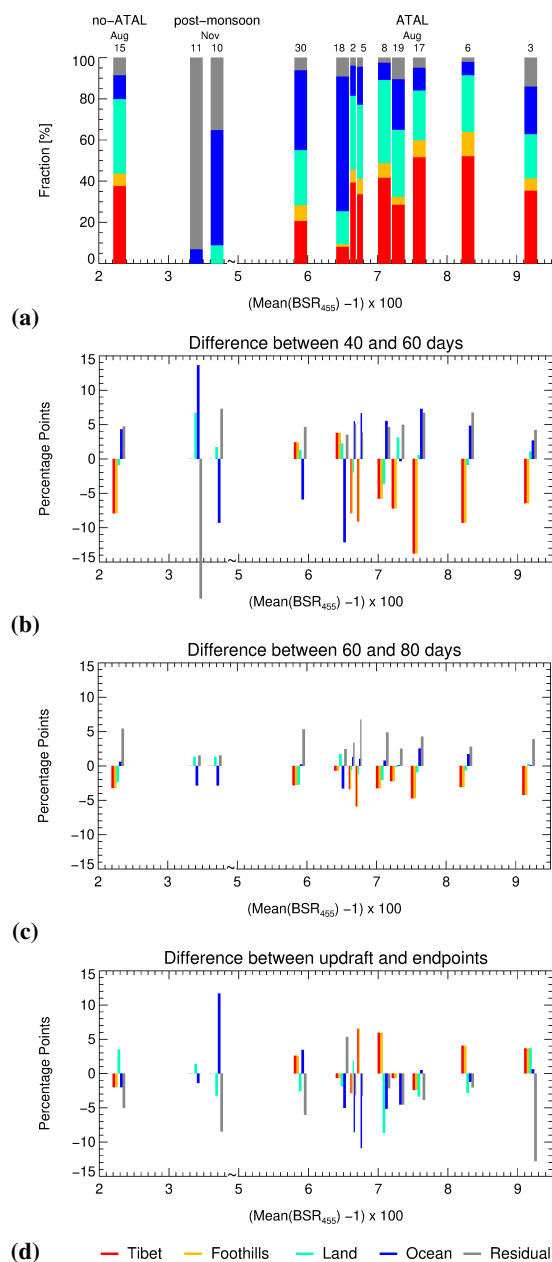 no-ATAL post-monsoon ATAL
Aug Nov Aug
15 11 10 30 18 2 5 8 19 17 6 3
100
80
60
40
20
0
Fraction [%]
2 3 4 5 6 7 8 9
~
(Mean(BSR455) −1) x 100
(a)
Difference between 40 and 60 days
15
10
5
0
−5
−10
−15
Percentage Points
2 3 4 5 6 7 8 9
~
(Mean(BSR455) −1) x 100
(b)
Difference between 60 and 80 days
15
10
5
0
−5
−10
−15
Percentage Points
2 3 4 5 6 7 8 9
~
(Mean(BSR455) −1) x 100
(c)
Difference between updraft and endpoints
15
10
5
0
−5
−10
−15
Percentage Points
2 3 4 5 6 7 8 9
~
(Mean(BSR455) −1) x 100
(d)
Tibet Foothills Land Ocean Residual